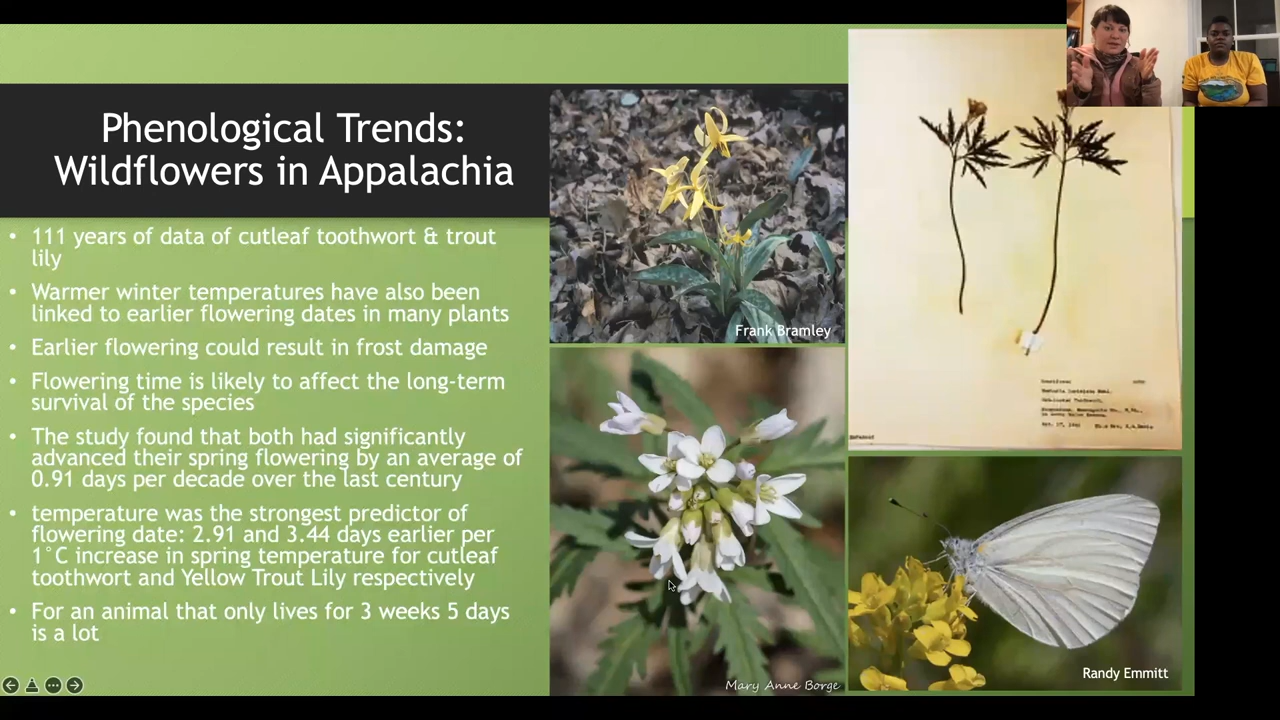 Phenological Trends:
Wildflowers in Appalachia
• 111 years of data of cutleaf toothwort & trout
lily
• Warmer winter temperatures have also been
linked to earlier flowering dates in many plants
• Earlier flowering could result in frost damage
• Flowering time is likely to affect the long-term
survival of the species
• The study found that both had significantly
advanced their spring flowering by an average of
0.91 days per decade over the last century
• temperature was the strongest predictor of
flowering date: 2.91 and 3.44 days earlier per
1°C increase in spring temperature for cutleaf
toothwort and Yellow Trout Lily respectively
• For an animal that only lives for 3 weeks 5 days
is a lot
Frank Bramley
Mary Anne Borge
Randy Emmitt